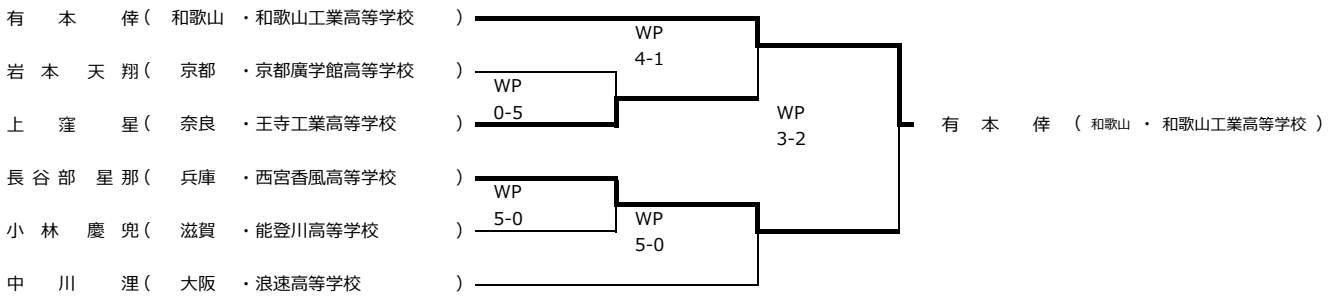 有本 倖( 和歌山 ・和歌山工業高等学校 )
WP
4-1
岩本 天翔( 京都 ・京都廣学館高等学校 )
WP
0-5
上窪 星( 奈良 ・王寺工業高等学校 )
WP
3-2
有本 倖 ( 和歌山 ・ 和歌山工業高等学校 )
長谷部 星那( 兵庫 ・西宮香風高等学校 )
WP
5-0
小林 慶兜( 滋賀 ・能登川高等学校 )
WP
5-0
中川 浬( 大阪 ・浪速高等学校 )